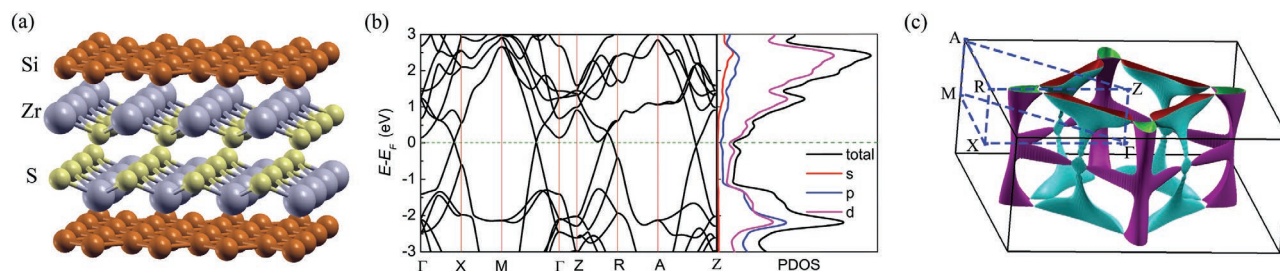 (a)
Si
Zr
S
(b)
E-E_F (eV)
3
2
1
0
-1
-2
-3
Γ X M Γ Z R A Z
PDOS
total
s
p
d
(c)
A
M
R
Z
X
Γ